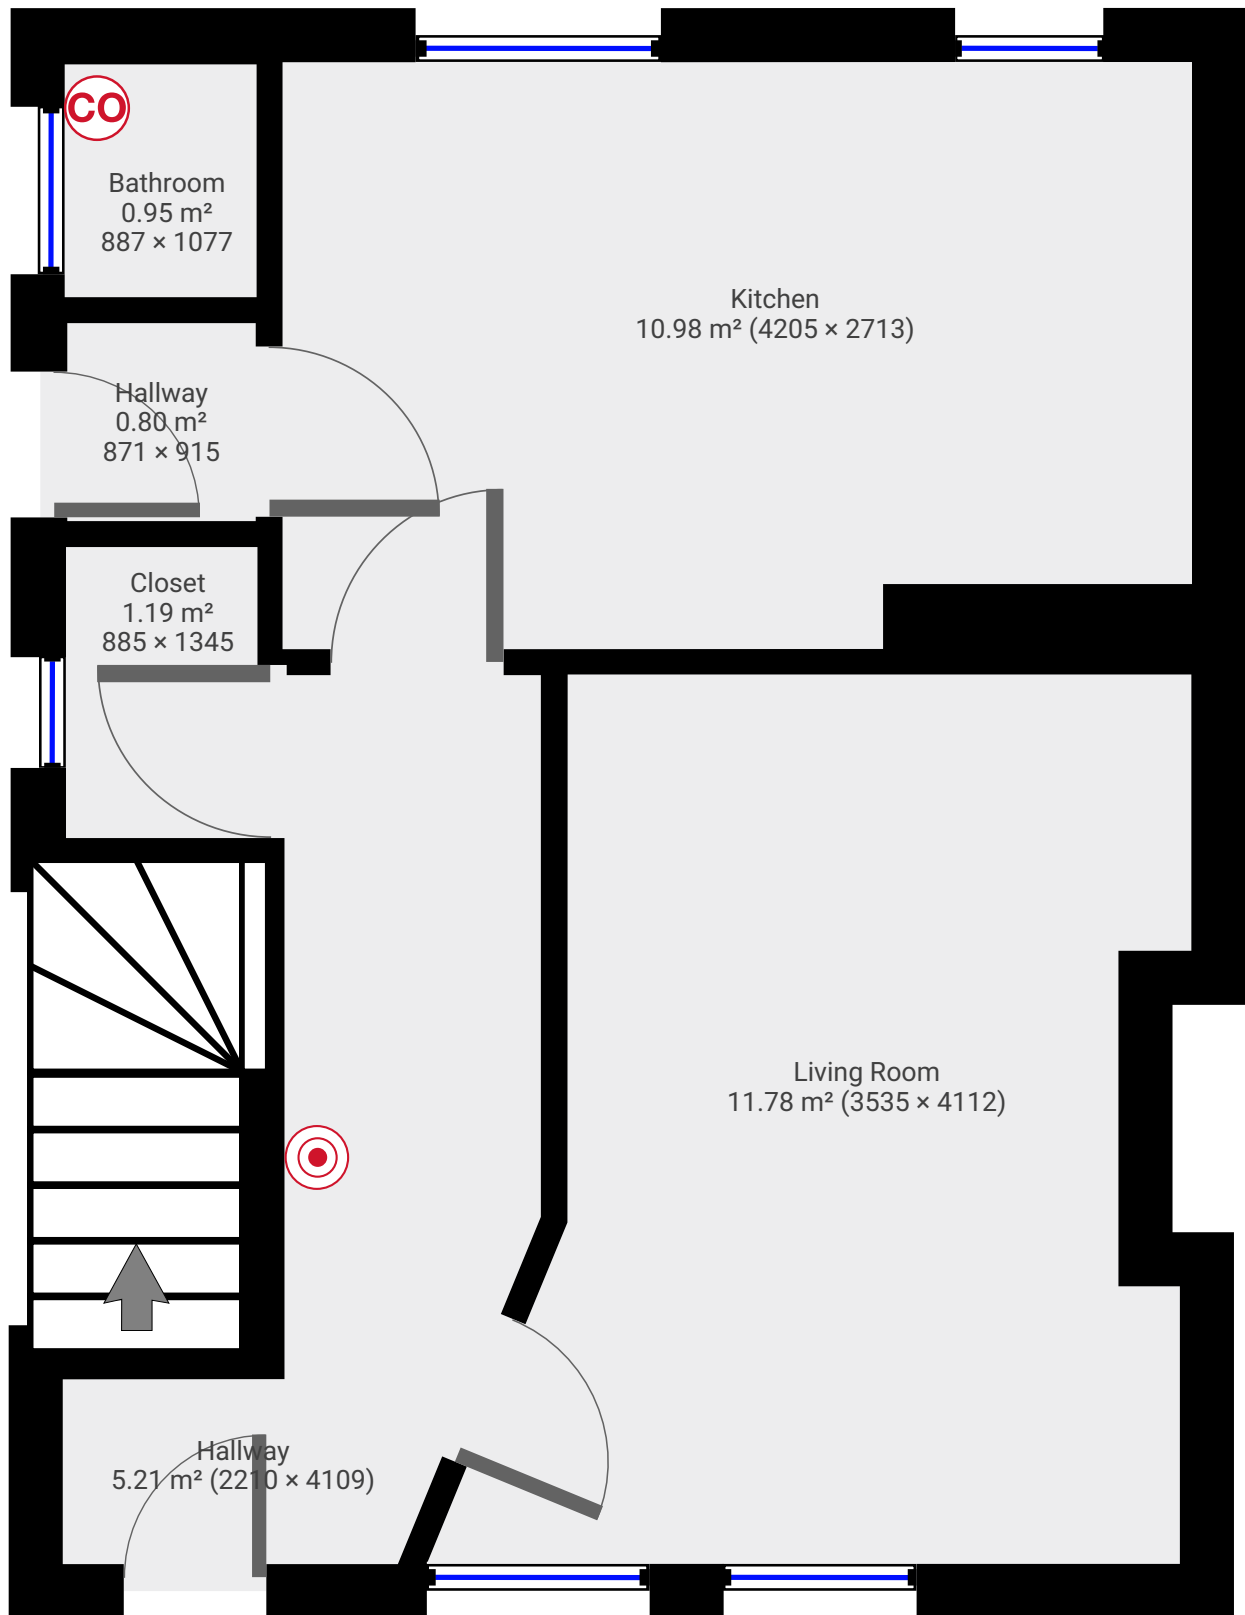 CO
Bathroom
0.95 m²
887 × 1077
Kitchen
10.98 m² (4205 × 2713)
Hallway
0.80 m²
871 × 915
Closet
1.19 m²
885 × 1345
Living Room
11.78 m² (3535 × 4112)
Hallway
5.21 m² (2210 × 4109)